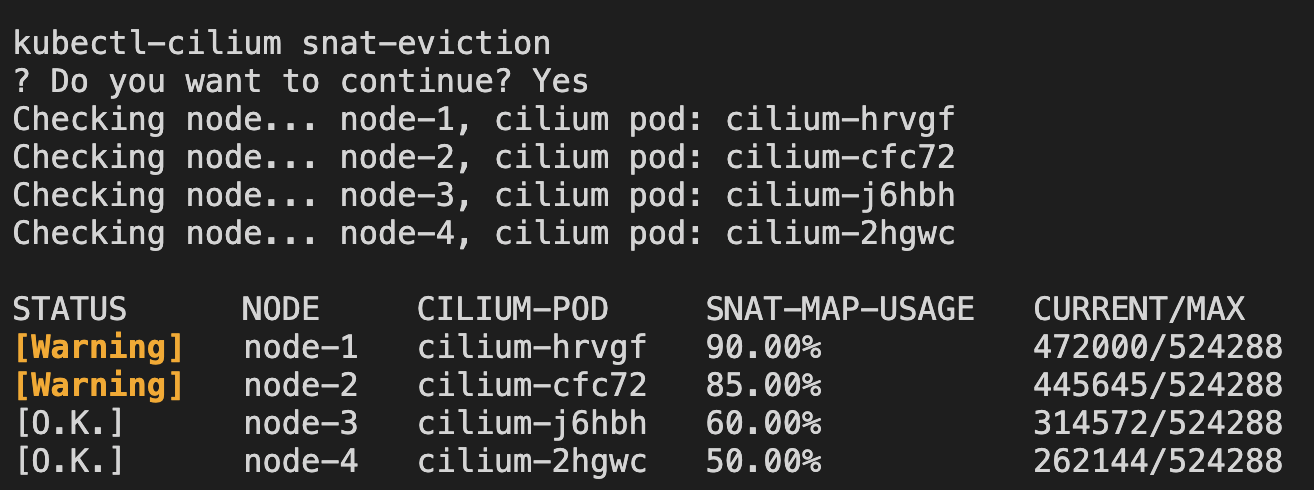 kubectl-cilium snat-eviction
? Do you want to continue? Yes
Checking node... node-1, cilium pod: cilium-hrvgf
Checking node... node-2, cilium pod: cilium-cfc72
Checking node... node-3, cilium pod: cilium-j6hbh
Checking node... node-4, cilium pod: cilium-2hgwc
STATUS NODE CILIUM-POD SNAT-MAP-USAGE CURRENT/MAX
[Warning] node-1 cilium-hrvgf 90.00% 472000/524288
[Warning] node-2 cilium-cfc72 85.00% 445645/524288
[O.K.] node-3 cilium-j6hbh 60.00% 314572/524288
[O.K.] node-4 cilium-2hgwc 50.00% 262144/524288